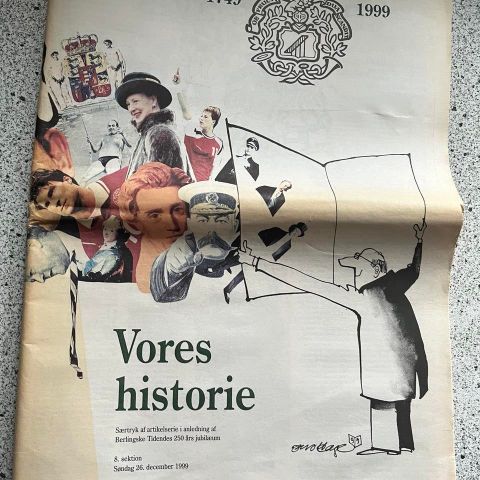 1749
1999
Vores
historie
Særtryk af artikelserie i anledning af
Berlingske Tidendes 250 års jubilæum
8. sektion
Søndag 26. december 1999